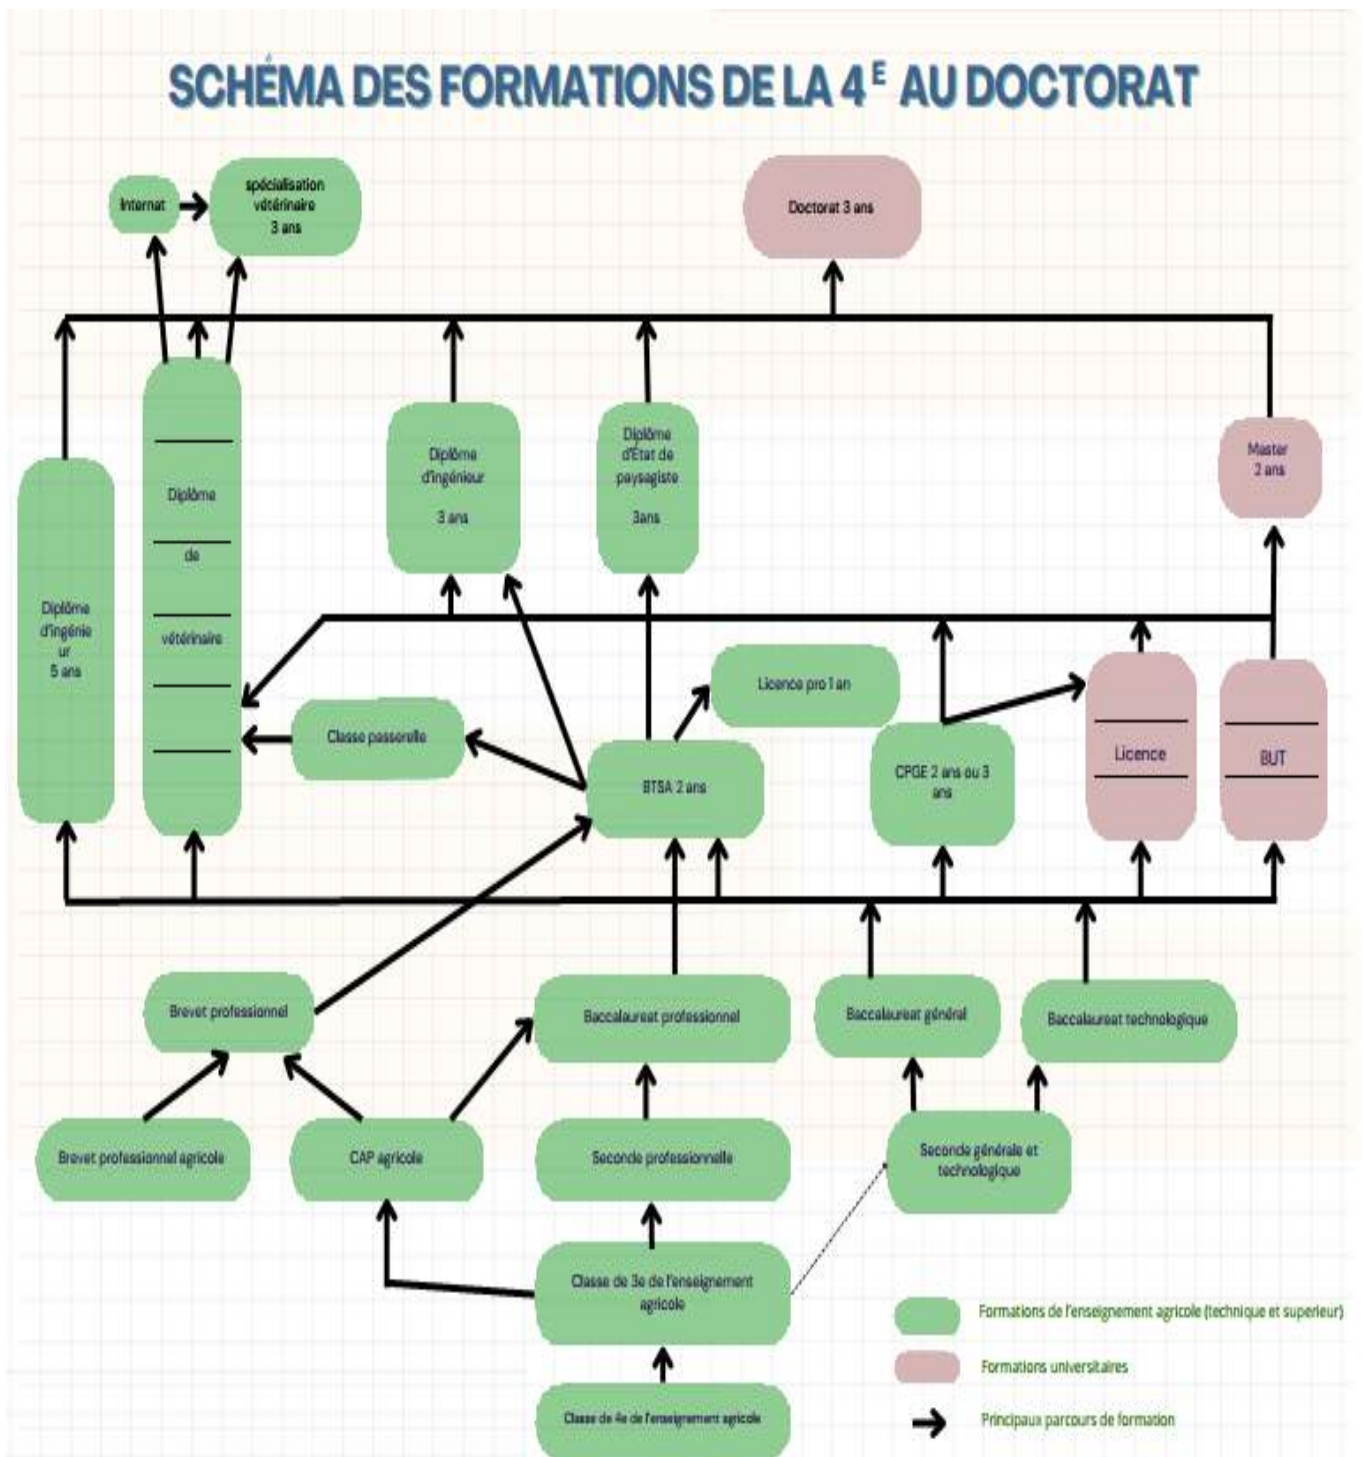 SCHÉMA DES FORMATIONS DE LA 4E AU DOCTORAT
Internat
spécialisation
vétérinaire
3 ans
Doctorat 3 ans
Diplôme
d'ingénie
ur
5 ans
Diplôme
de
vétérinaire
Diplôme
d'ingénieur
3 ans
Diplôme
d'État de
paysagiste
3ans
Master
2 ans
Classe passerelle
Licence pro 1 an
BTSA 2 ans
CPGE 2 ans ou 3
ans
Licence
BUT
Brevet professionnel
Baccalaureat professionnel
Baccalaureat général
Baccalaureat technologique
Brevet professionnel agricole
CAP agricole
Seconde professionnelle
Seconde générale et
technologique
Classe de 3e de l'enseignement
agricole
Classe de 4e de l'enseignement agricole
Formations de l'enseignement agricole (technique et superieur)
Formations universitaires
Principaux parcours de formation